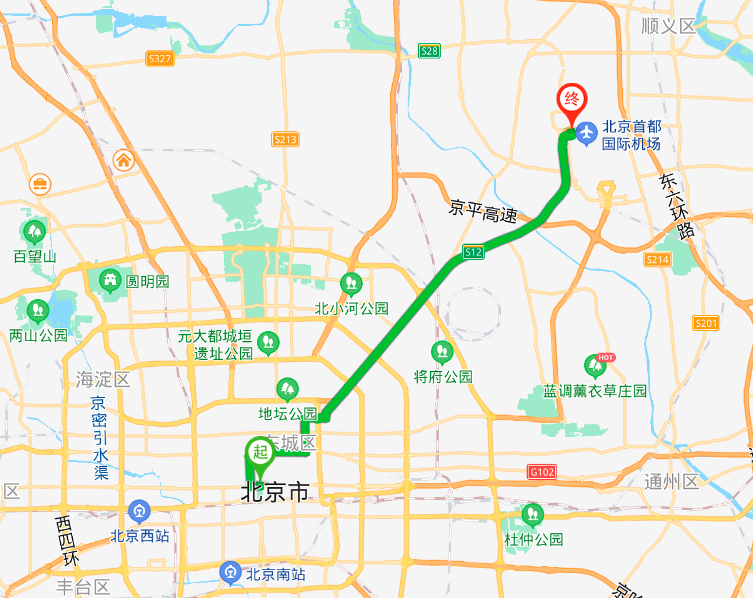 顺义区
S28
S327
终
北京首都
国际机场
S213
东六环路
京平高速
百望山
S12
S214
圆明园
北小河公园
两山公园
元大都城垣
遗址公园
S201
HOT
海淀区
将府公园
蓝调薰衣草庄园
京密引水渠
地坛公园
东城区
起
G102
通州区
区
北京市
西四环
北京西站
杜仲公园
北京南站
丰台区
京哈